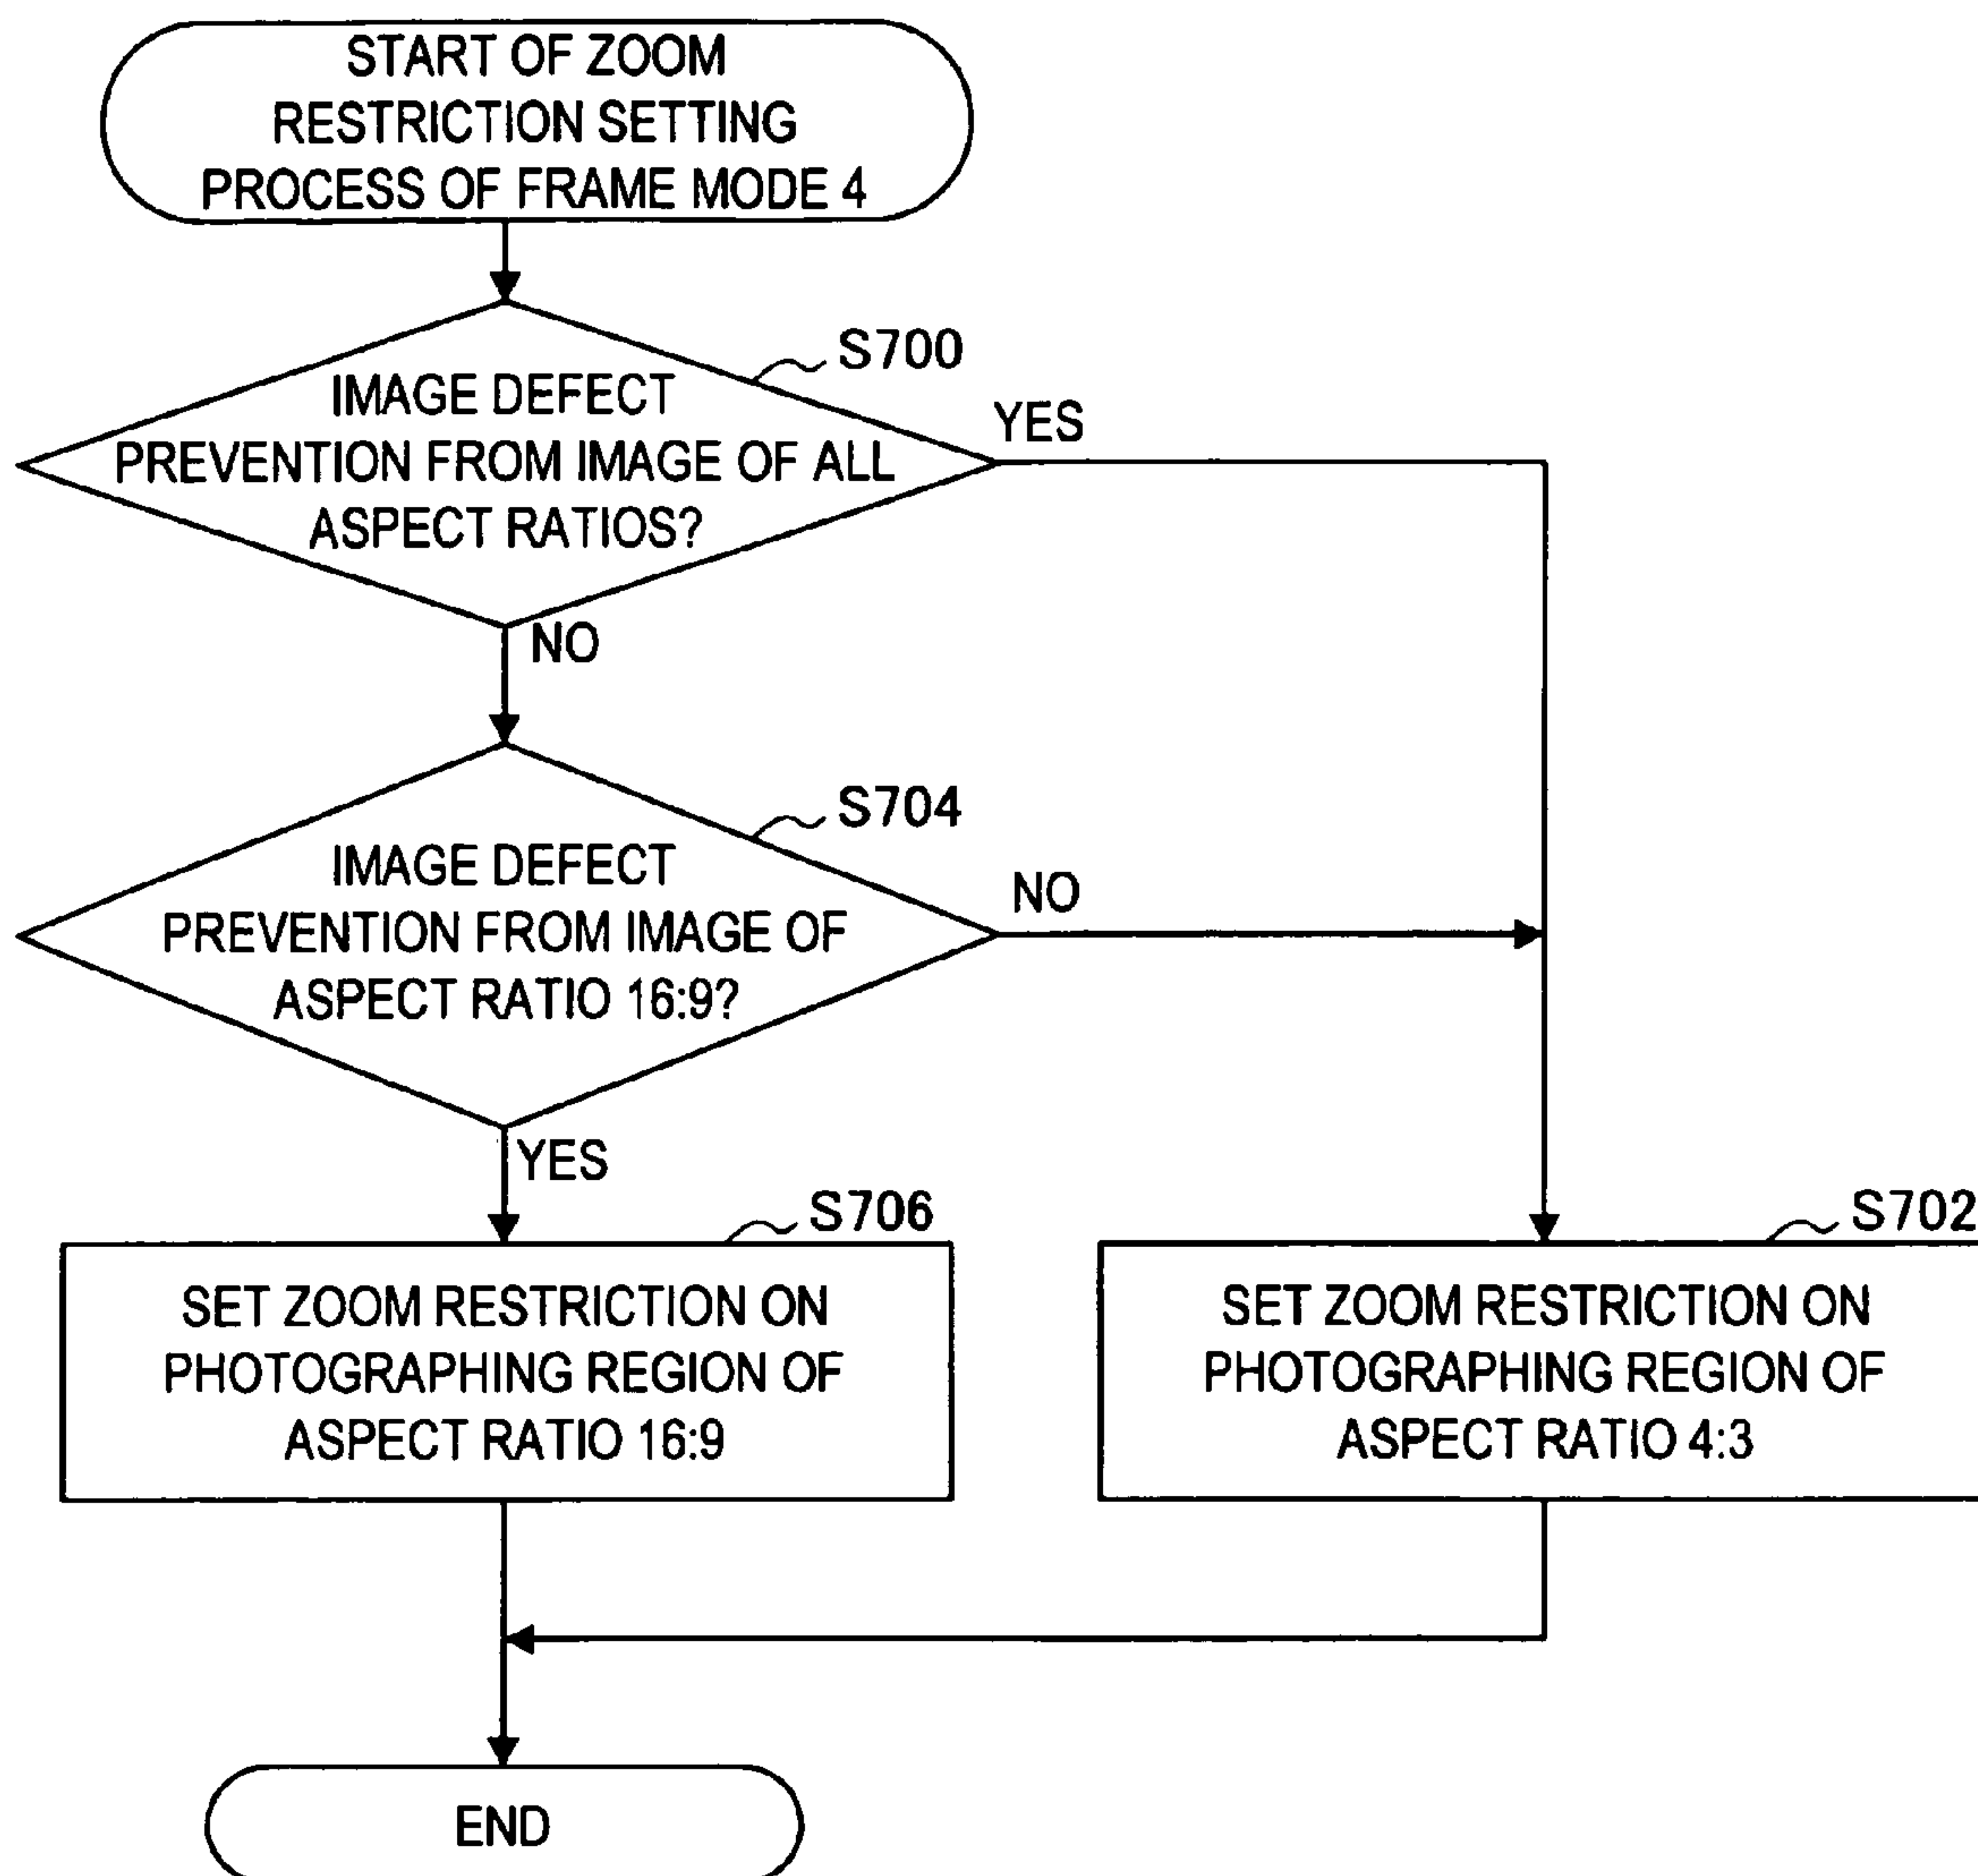 START OF ZOOM
RESTRICTION SETTING
PROCESS OF FRAME MODE 4
S700
IMAGE DEFECT
PREVENTION FROM IMAGE OF ALL
ASPECT RATIOS?
YES
NO
S704
IMAGE DEFECT
PREVENTION FROM IMAGE OF
ASPECT RATIO 16:9?
NO
YES
S706
SET ZOOM RESTRICTION ON
PHOTOGRAPHING REGION OF
ASPECT RATIO 16:9
S702
SET ZOOM RESTRICTION ON
PHOTOGRAPHING REGION OF
ASPECT RATIO 4:3
END